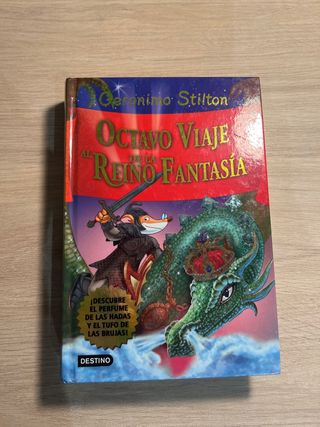 Geronimo Stilton
OCTAVO VIAJE
AL REINO DE LA FANTASÍA
¡DESCUBRE
EL PERFUME
DE LAS HADAS
Y EL TUFO DE
LAS BRUJAS!
DESTINO